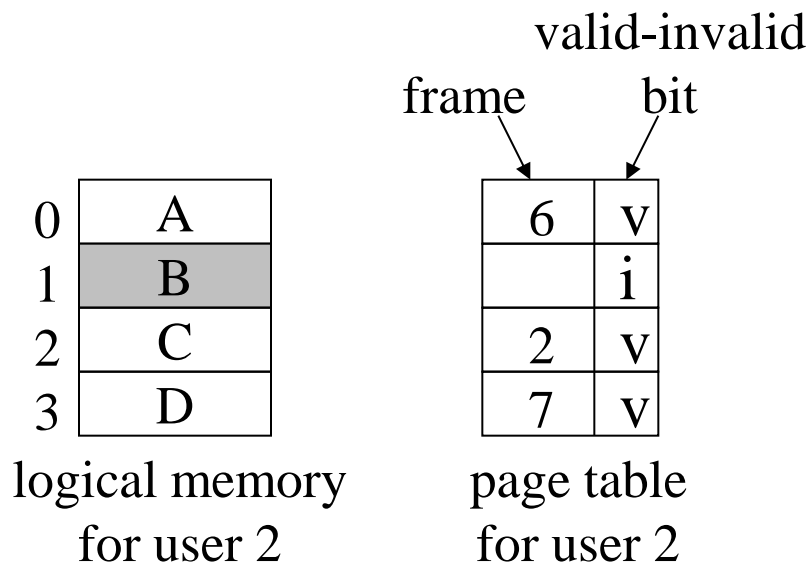 valid-invalid
frame bit
0 A 6 v
1 B i
2 C 2 v
3 D 7 v
logical memory page table
for user 2 for user 2